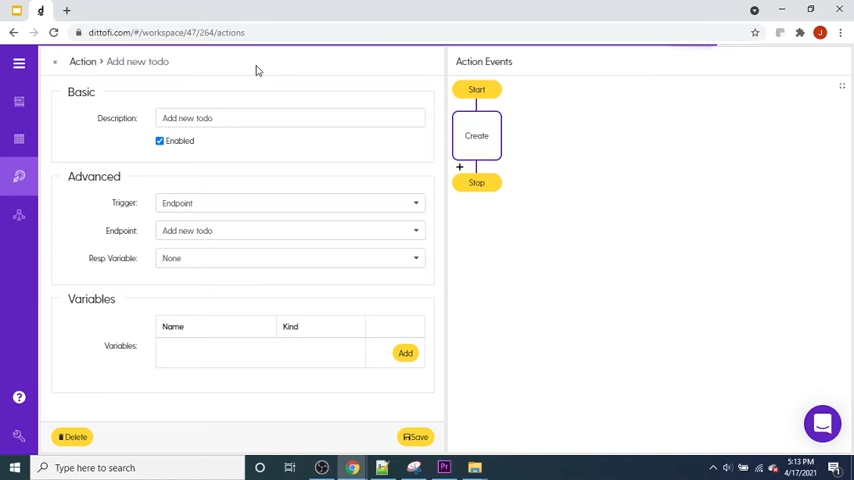 dittofi.com/#/workspace/47/264/actions
J
× Action > Add new todo
Action Events
Basic
Description: Add new todo
Enabled
Advanced
Trigger: Endpoint
Endpoint: Add new todo
Resp Variable: None
Variables
Name Kind
Variables:
Add
Delete
Save
Start
Create
+
Stop
?
Type here to search
Pr
5:13 PM
4/17/2021